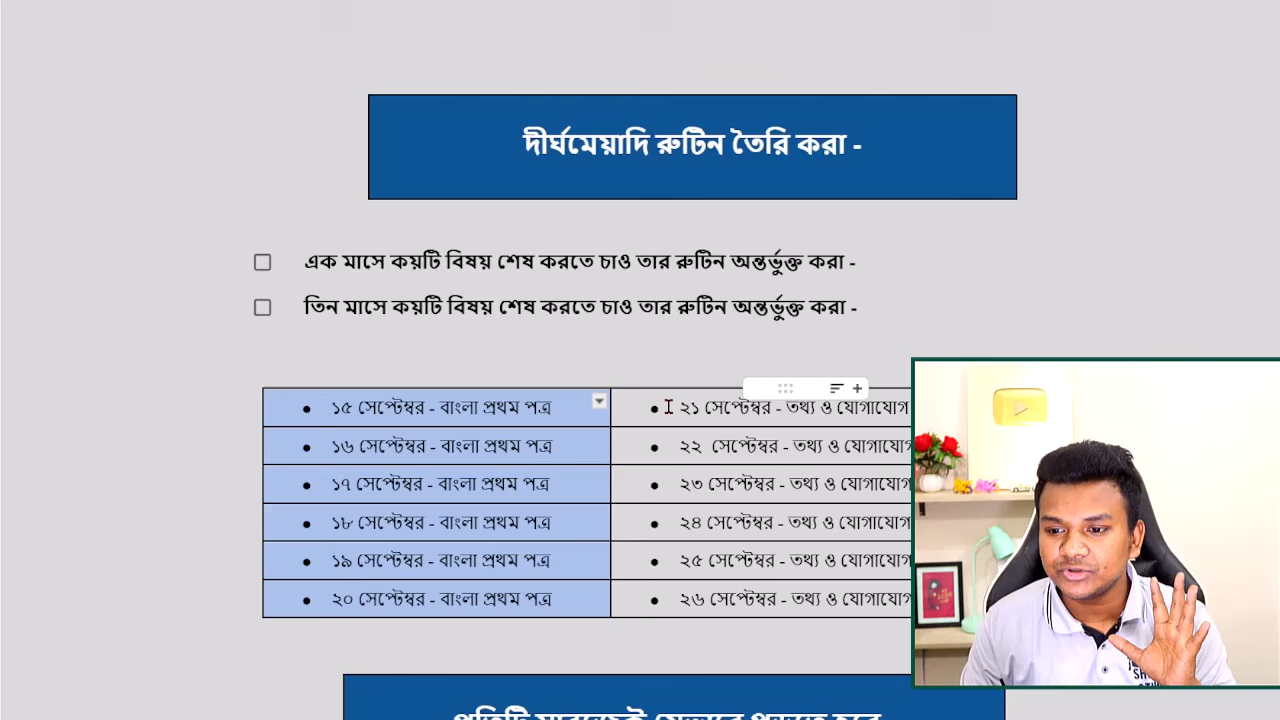 দীর্ঘমেয়াদি রুটিন তৈরি করা -
এক মাসে কয়টি বিষয় শেষ করতে চাও তার রুটিন অন্তর্ভুক্ত করা -
তিন মাসে কয়টি বিষয় শেষ করতে চাও তার রুটিন অন্তর্ভুক্ত করা -
১৫ সেপ্টেম্বর - বাংলা প্রথম পত্র ২১ সেপ্টেম্বর - তথ্য ও যোগাযোগ
১৬ সেপ্টেম্বর - বাংলা প্রথম পত্র ২২ সেপ্টেম্বর - তথ্য ও যোগাযোগ
১৭ সেপ্টেম্বর - বাংলা প্রথম পত্র ২৩ সেপ্টেম্বর - তথ্য ও যোগাযোগ
১৮ সেপ্টেম্বর - বাংলা প্রথম পত্র ২৪ সেপ্টেম্বর - তথ্য ও যোগাযোগ
১৯ সেপ্টেম্বর - বাংলা প্রথম পত্র ২৫ সেপ্টেম্বর - তথ্য ও যোগাযোগ
২০ সেপ্টেম্বর - বাংলা প্রথম পত্র ২৬ সেপ্টেম্বর - তথ্য ও যোগাযোগ